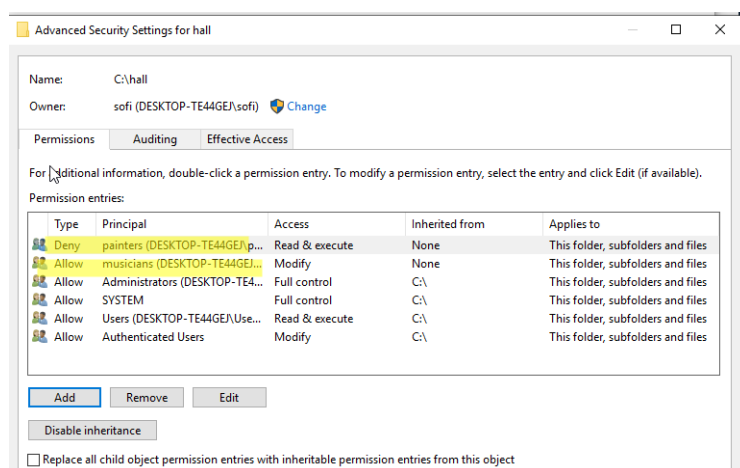 Advanced Security Settings for hall
Name: C:\hall
Owner: sofi (DESKTOP-TE44GEJ\sofi) Change
Permissions Auditing Effective Access
For additional information, double-click a permission entry. To modify a permission entry, select the entry and click Edit (if available).
Permission entries:
Type Principal Access Inherited from Applies to
Deny painters (DESKTOP-TE44GEJ\p... Read & execute None This folder, subfolders and files
Allow musicians (DESKTOP-TE44GEJ... Modify None This folder, subfolders and files
Allow Administrators (DESKTOP-TE4... Full control C:\ This folder, subfolders and files
Allow SYSTEM Full control C:\ This folder, subfolders and files
Allow Users (DESKTOP-TE44GEJ\Use... Read & execute C:\ This folder, subfolders and files
Allow Authenticated Users Modify C:\ This folder, subfolders and files
Add Remove Edit
Disable inheritance
Replace all child object permission entries with inheritable permission entries from this object